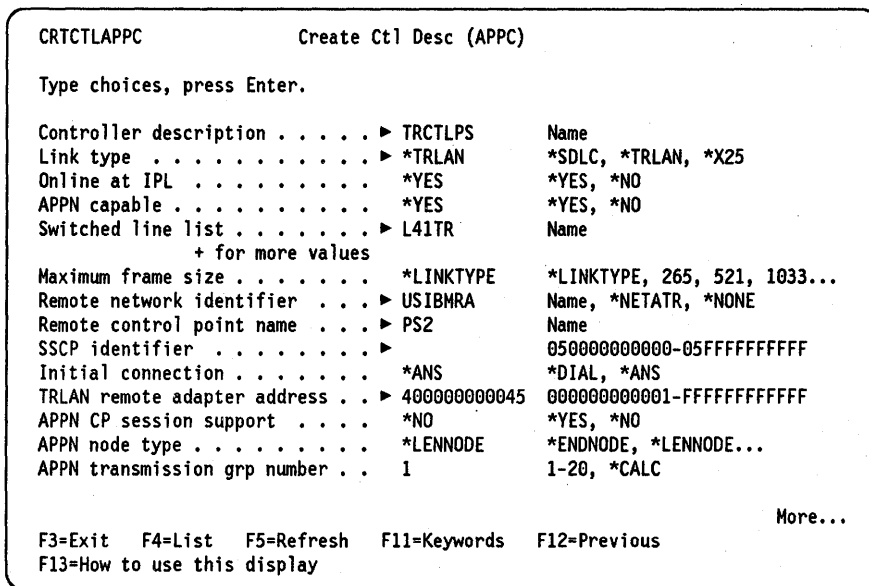 CRTCTLAPPC Create Ctl Desc (APPC)
Type choices, press Enter.
Controller description . . . . . ► TRCTLPS Name
Link type . . . . . . . . . . . ► *TRLAN *SDLC, *TRLAN, *X25
Online at IPL . . . . . . . . . *YES *YES, *NO
APPN capable . . . . . . . . . . *YES *YES, *NO
Switched line list . . . . . . . ► L41TR Name
+ for more values
Maximum frame size . . . . . . . *LINKTYPE *LINKTYPE, 265, 521, 1033...
Remote network identifier . . . ► USIBMRA Name, *NETATR, *NONE
Remote control point name . . . ► PS2 Name
SSCP identifier . . . . . . . . ► 050000000000-05FFFFFFFFFF
Initial connection . . . . . . . *ANS *DIAL, *ANS
TRLAN remote adapter address . . ► 400000000045 000000000001-FFFFFFFFFFFF
APPN CP session support . . . . *NO *YES, *NO
APPN node type . . . . . . . . . *LENNODE *ENDNODE, *LENNODE...
APPN transmission grp number . . 1 1-20, *CALC
More...
F3=Exit F4=List F5=Refresh F11=Keywords F12=Previous
F13=How to use this display